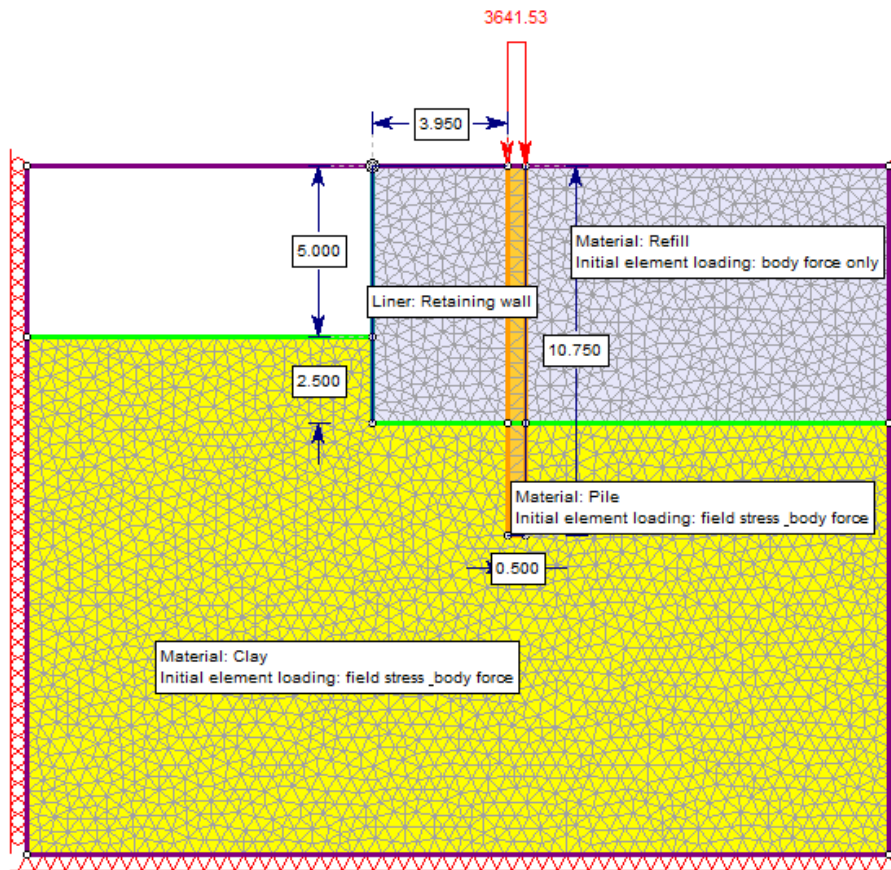 3641.53
3.950
5.000
Material: Refill
Initial element loading: body force only
Liner: Retaining wall
10.750
2.500
Material: Pile
Initial element loading: field stress _body force
0.500
Material: Clay
Initial element loading: field stress _body force